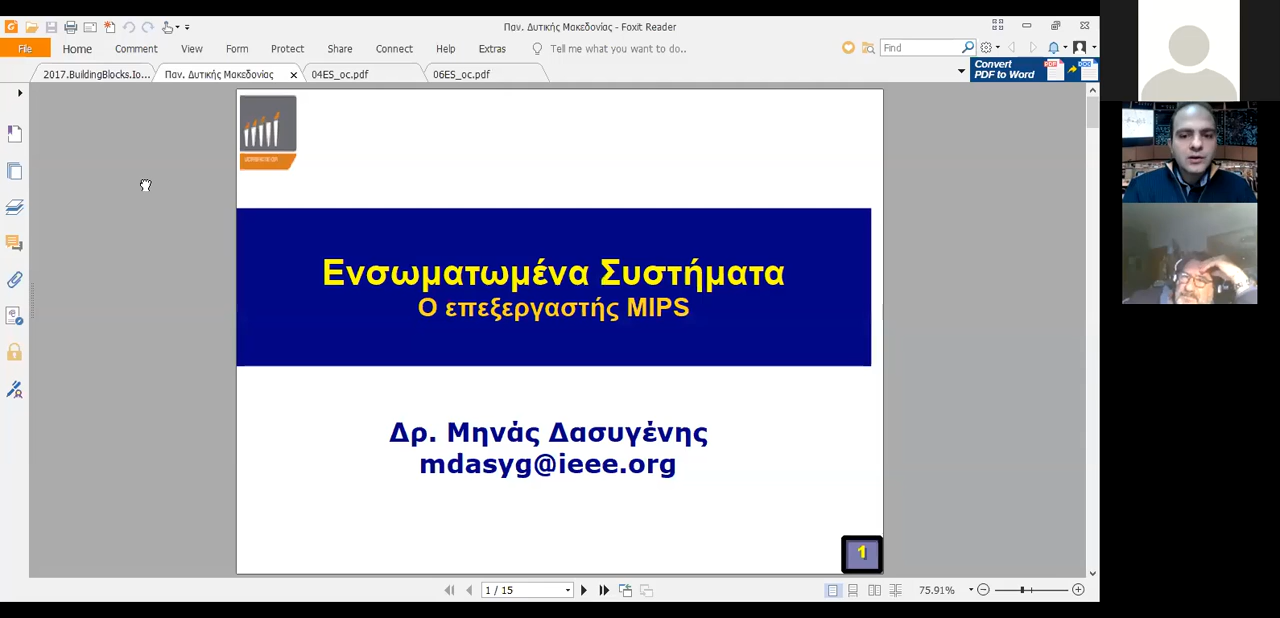 Παν. Δυτικής Μακεδονίας - Foxit Reader
File Home Comment View Form Protect Share Connect Help Extras Tell me what you want to do.. Find
2017.BuildingBlocks.Io... Παν. Δυτικής Μακεδονίας 04ES_oc.pdf 06ES_oc.pdf
Convert
PDF to Word
Ενσωματωμένα Συστήματα
Ο επεξεργαστής MIPS
Δρ. Μηνάς Δασυγένης
mdasyg@ieee.org
1
1 / 15 75.91%